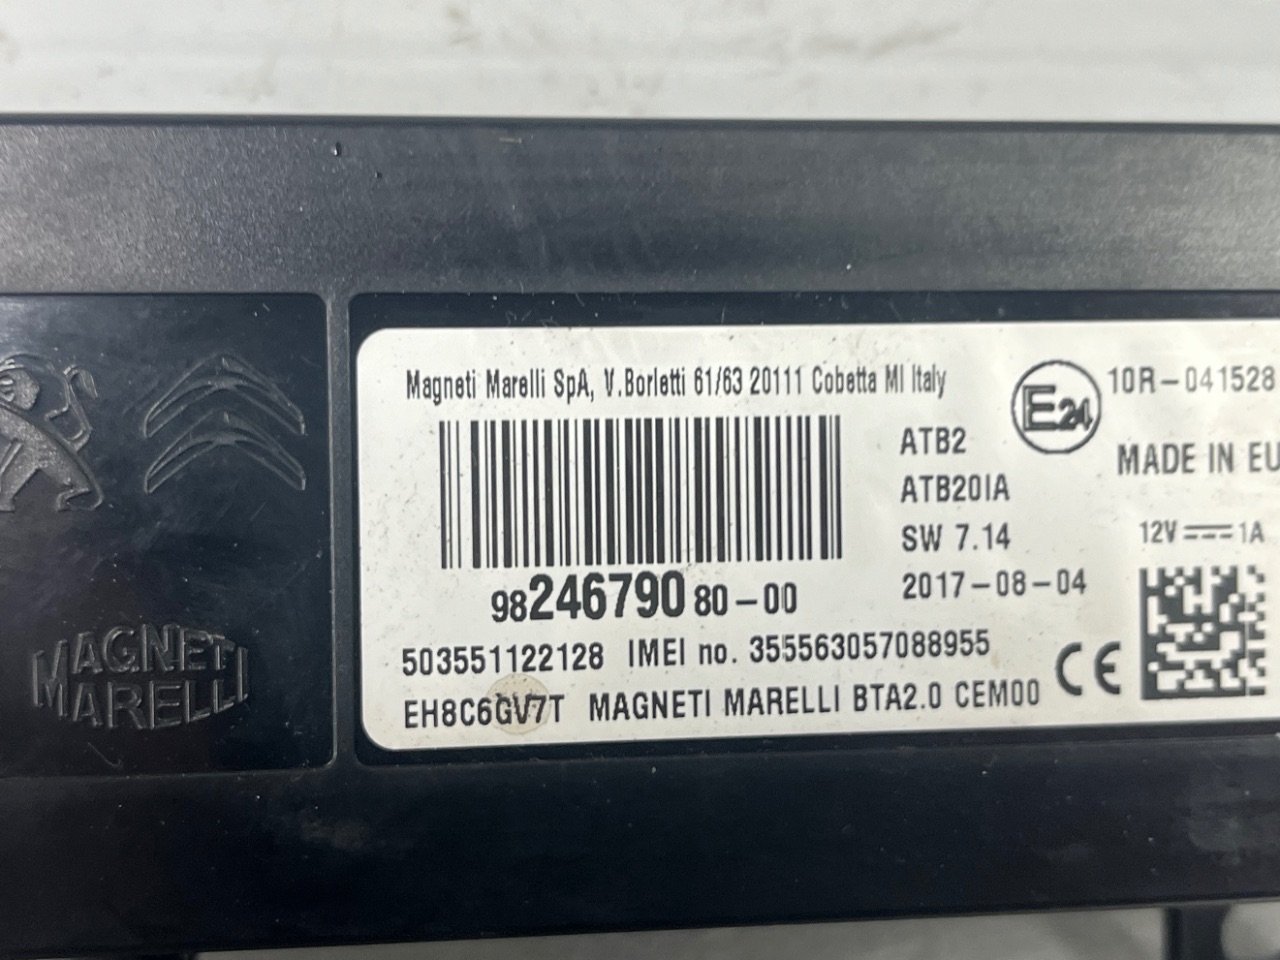 Magneti Marelli SpA, V.Borletti 61/63 20111 Cobetta MI Italy
E24
10R-041528
MADE IN EU
ATB2
ATB20IA
SW 7.14
2017-08-04
12V 1A
9824679080-00
503551122128 IMEI no. 355563057088955
EH8C6GV7T MAGNETI MARELLI BTA2.0 CEM00
CE
MAGNETI
MARELLI